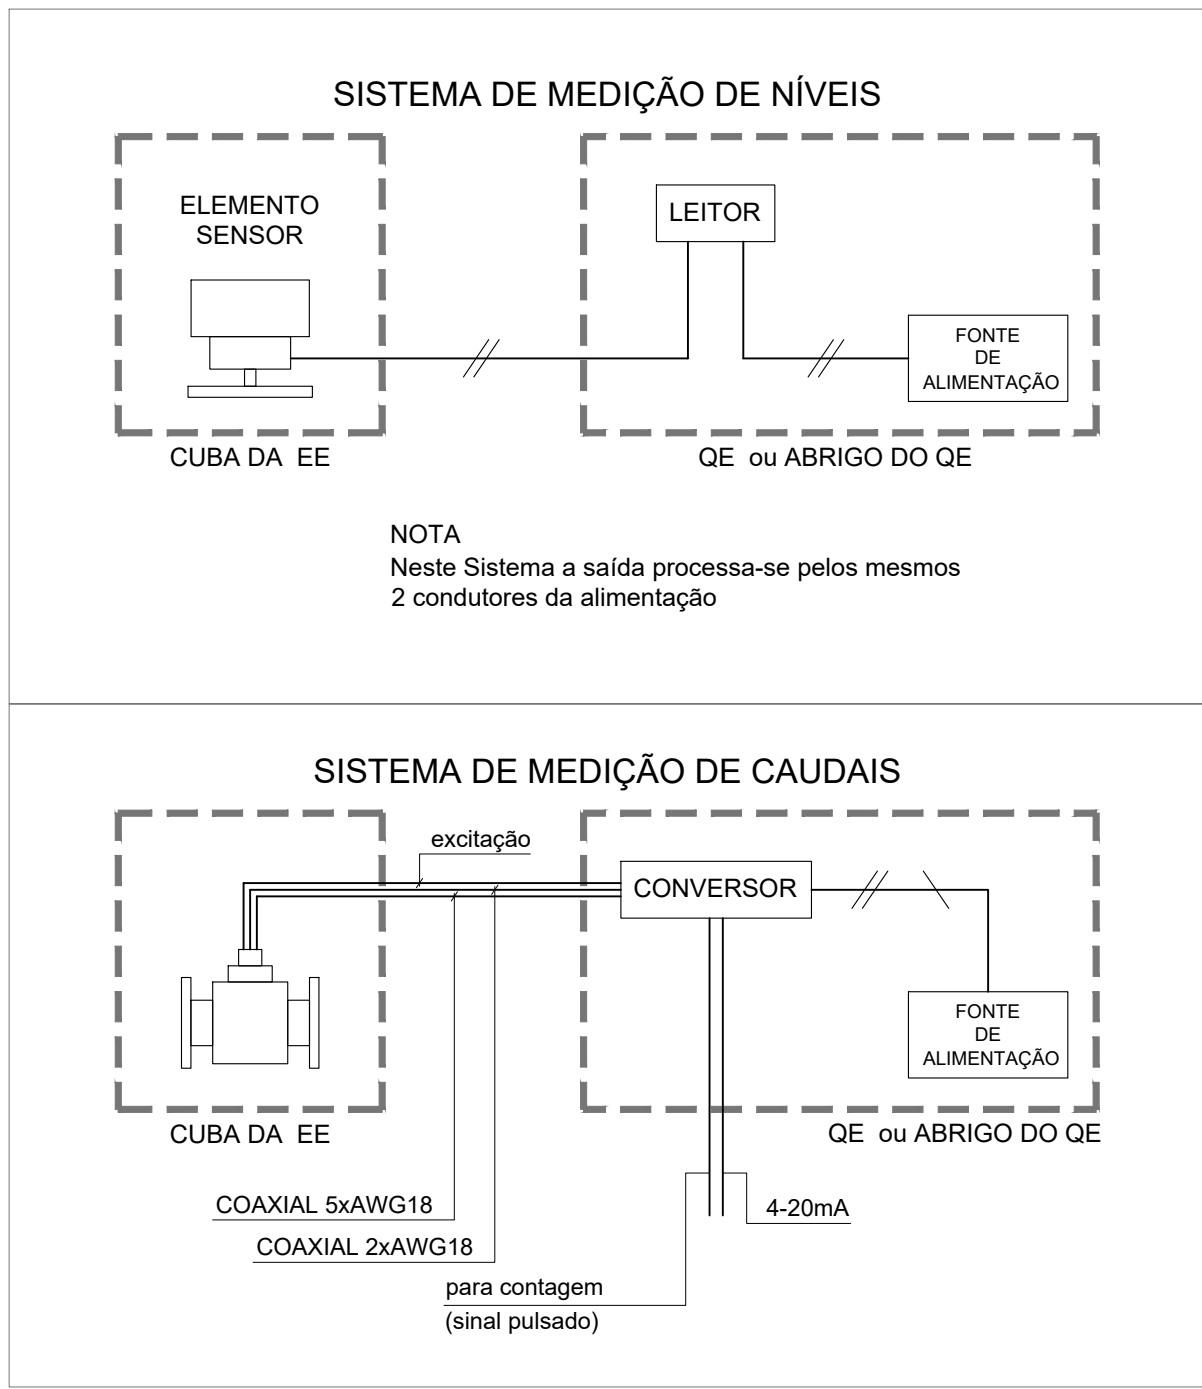 SISTEMA DE MEDIÇÃO DE NÍVEIS
ELEMENTO
SENSOR
LEITOR
FONTE
DE
ALIMENTAÇÃO
CUBA DA EE
QE ou ABRIGO DO QE
NOTA
Neste Sistema a saída processa-se pelos mesmos
2 condutores da alimentação
SISTEMA DE MEDIÇÃO DE CAUDAIS
excitação
CONVERSOR
FONTE
DE
ALIMENTAÇÃO
CUBA DA EE
QE ou ABRIGO DO QE
COAXIAL 5xAWG18
4-20mA
COAXIAL 2xAWG18
para contagem
(sinal pulsado)